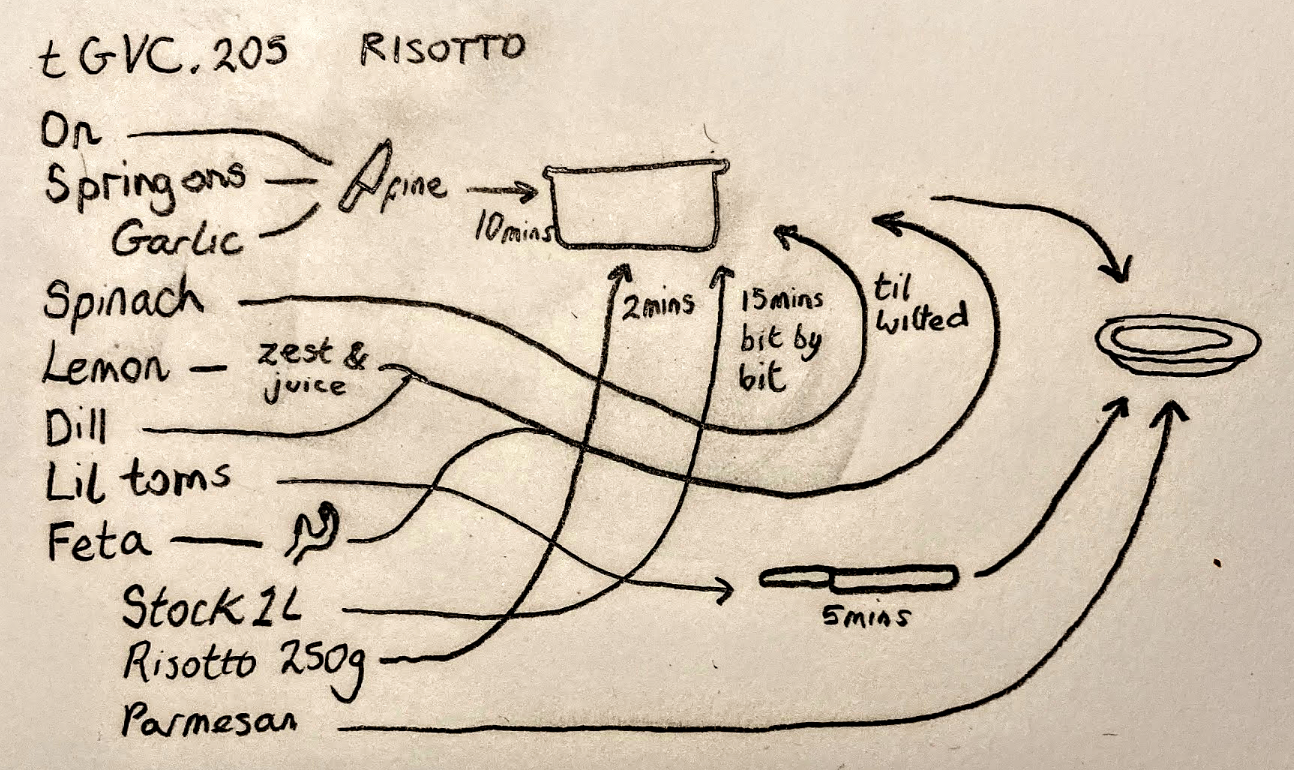 t GVC. 205 RISOTTO
On
Spring ons
fine
10mins
Garlic
Spinach
2mins
15mins
bit by
bit
til
wilted
Lemon – zest &
juice
Dill
Lil toms
Feta
5mins
Stock 1L
Risotto 250g
Parmesan